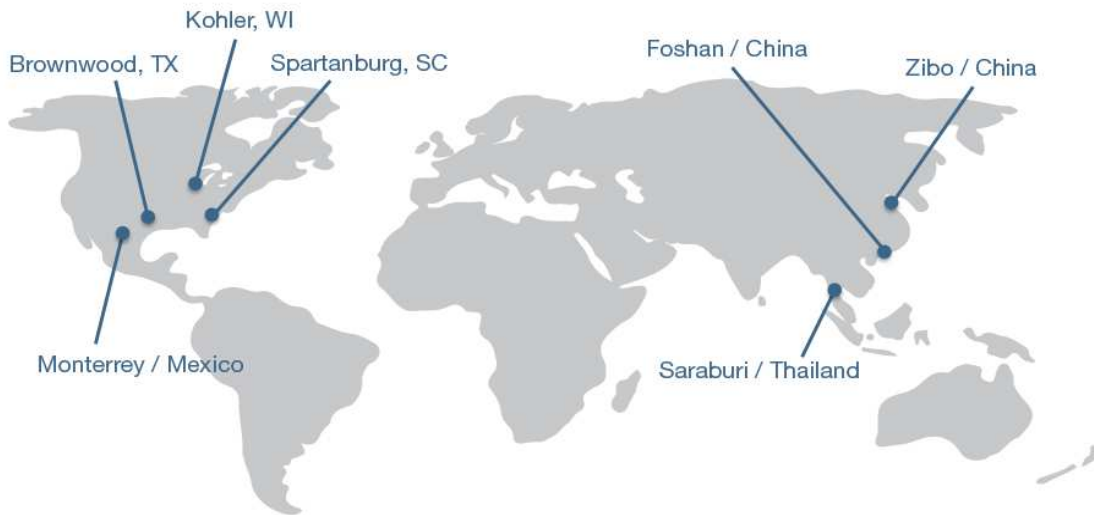 Kohler, WI
Brownwood, TX
Spartanburg, SC
Foshan / China
Zibo / China
Monterrey / Mexico
Saraburi / Thailand